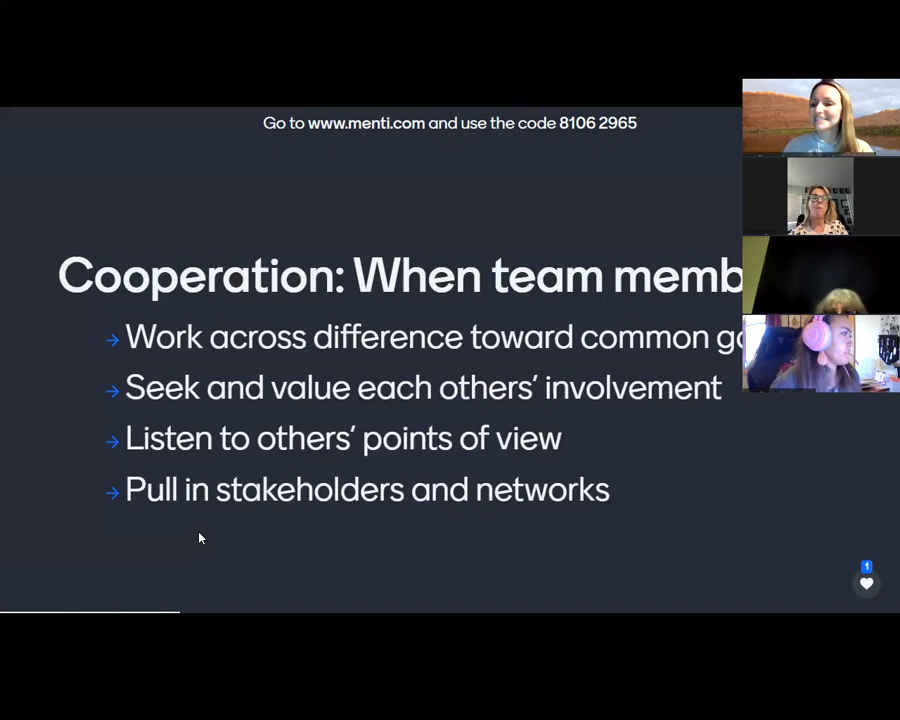 Go to www.menti.com and use the code 8106 2965
Cooperation: When team memb
→ Work across difference toward common go
→ Seek and value each others’ involvement
→ Listen to others’ points of view
→ Pull in stakeholders and networks
1